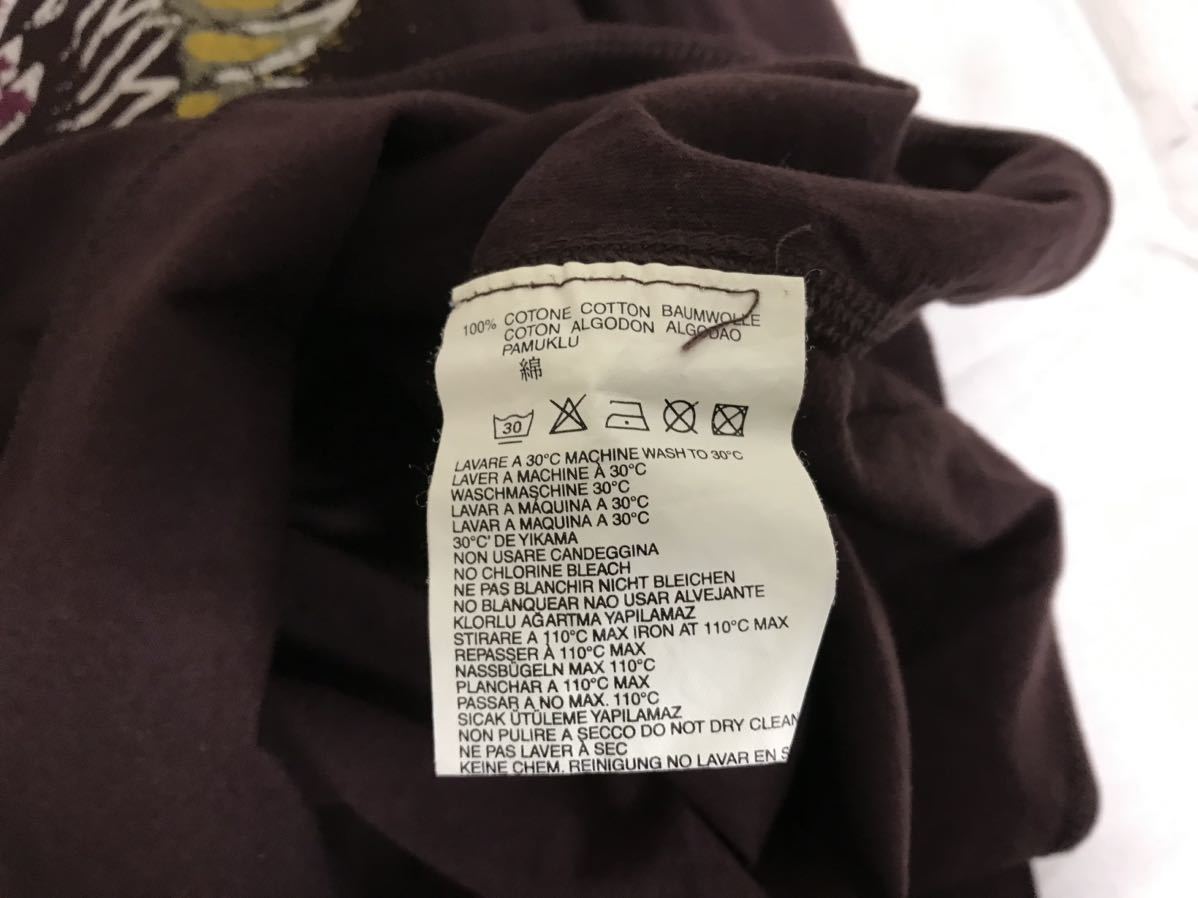 100% COTONE COTTON BAUMWOLLE
COTON ALGODON ALGODAO
PAMUKLU
綿
30
LAVARE A 30°C MACHINE WASH TO 30°C
LAVER A MACHINE À 30°C
WASCHMASCHINE 30°C
LAVAR A MÁQUINA A 30°C
LAVAR A MAQUINA A 30°C
30°C' DE YIKAMA
NON USARE CANDEGGINA
NO CHLORINE BLEACH
NE PAS BLANCHIR NICHT BLEICHEN
NO BLANQUEAR NAO USAR ALVEJANTE
KLORLU AĞARTMA YAPILAMAZ
STIRARE A 110°C MAX IRON AT 110°C MAX
REPASSER À 110°C MAX
NASSBÜGELN MAX 110°C
PLANCHAR A 110°C MAX
PASSAR A NO MAX. 110°C
SICAK ÜTÜLEME YAPILAMAZ
NON PULIRE A SECCO DO NOT DRY CLEAN
NE PAS LAVER À SEC
KEINE CHEM. REINIGUNG NO LAVAR EN S